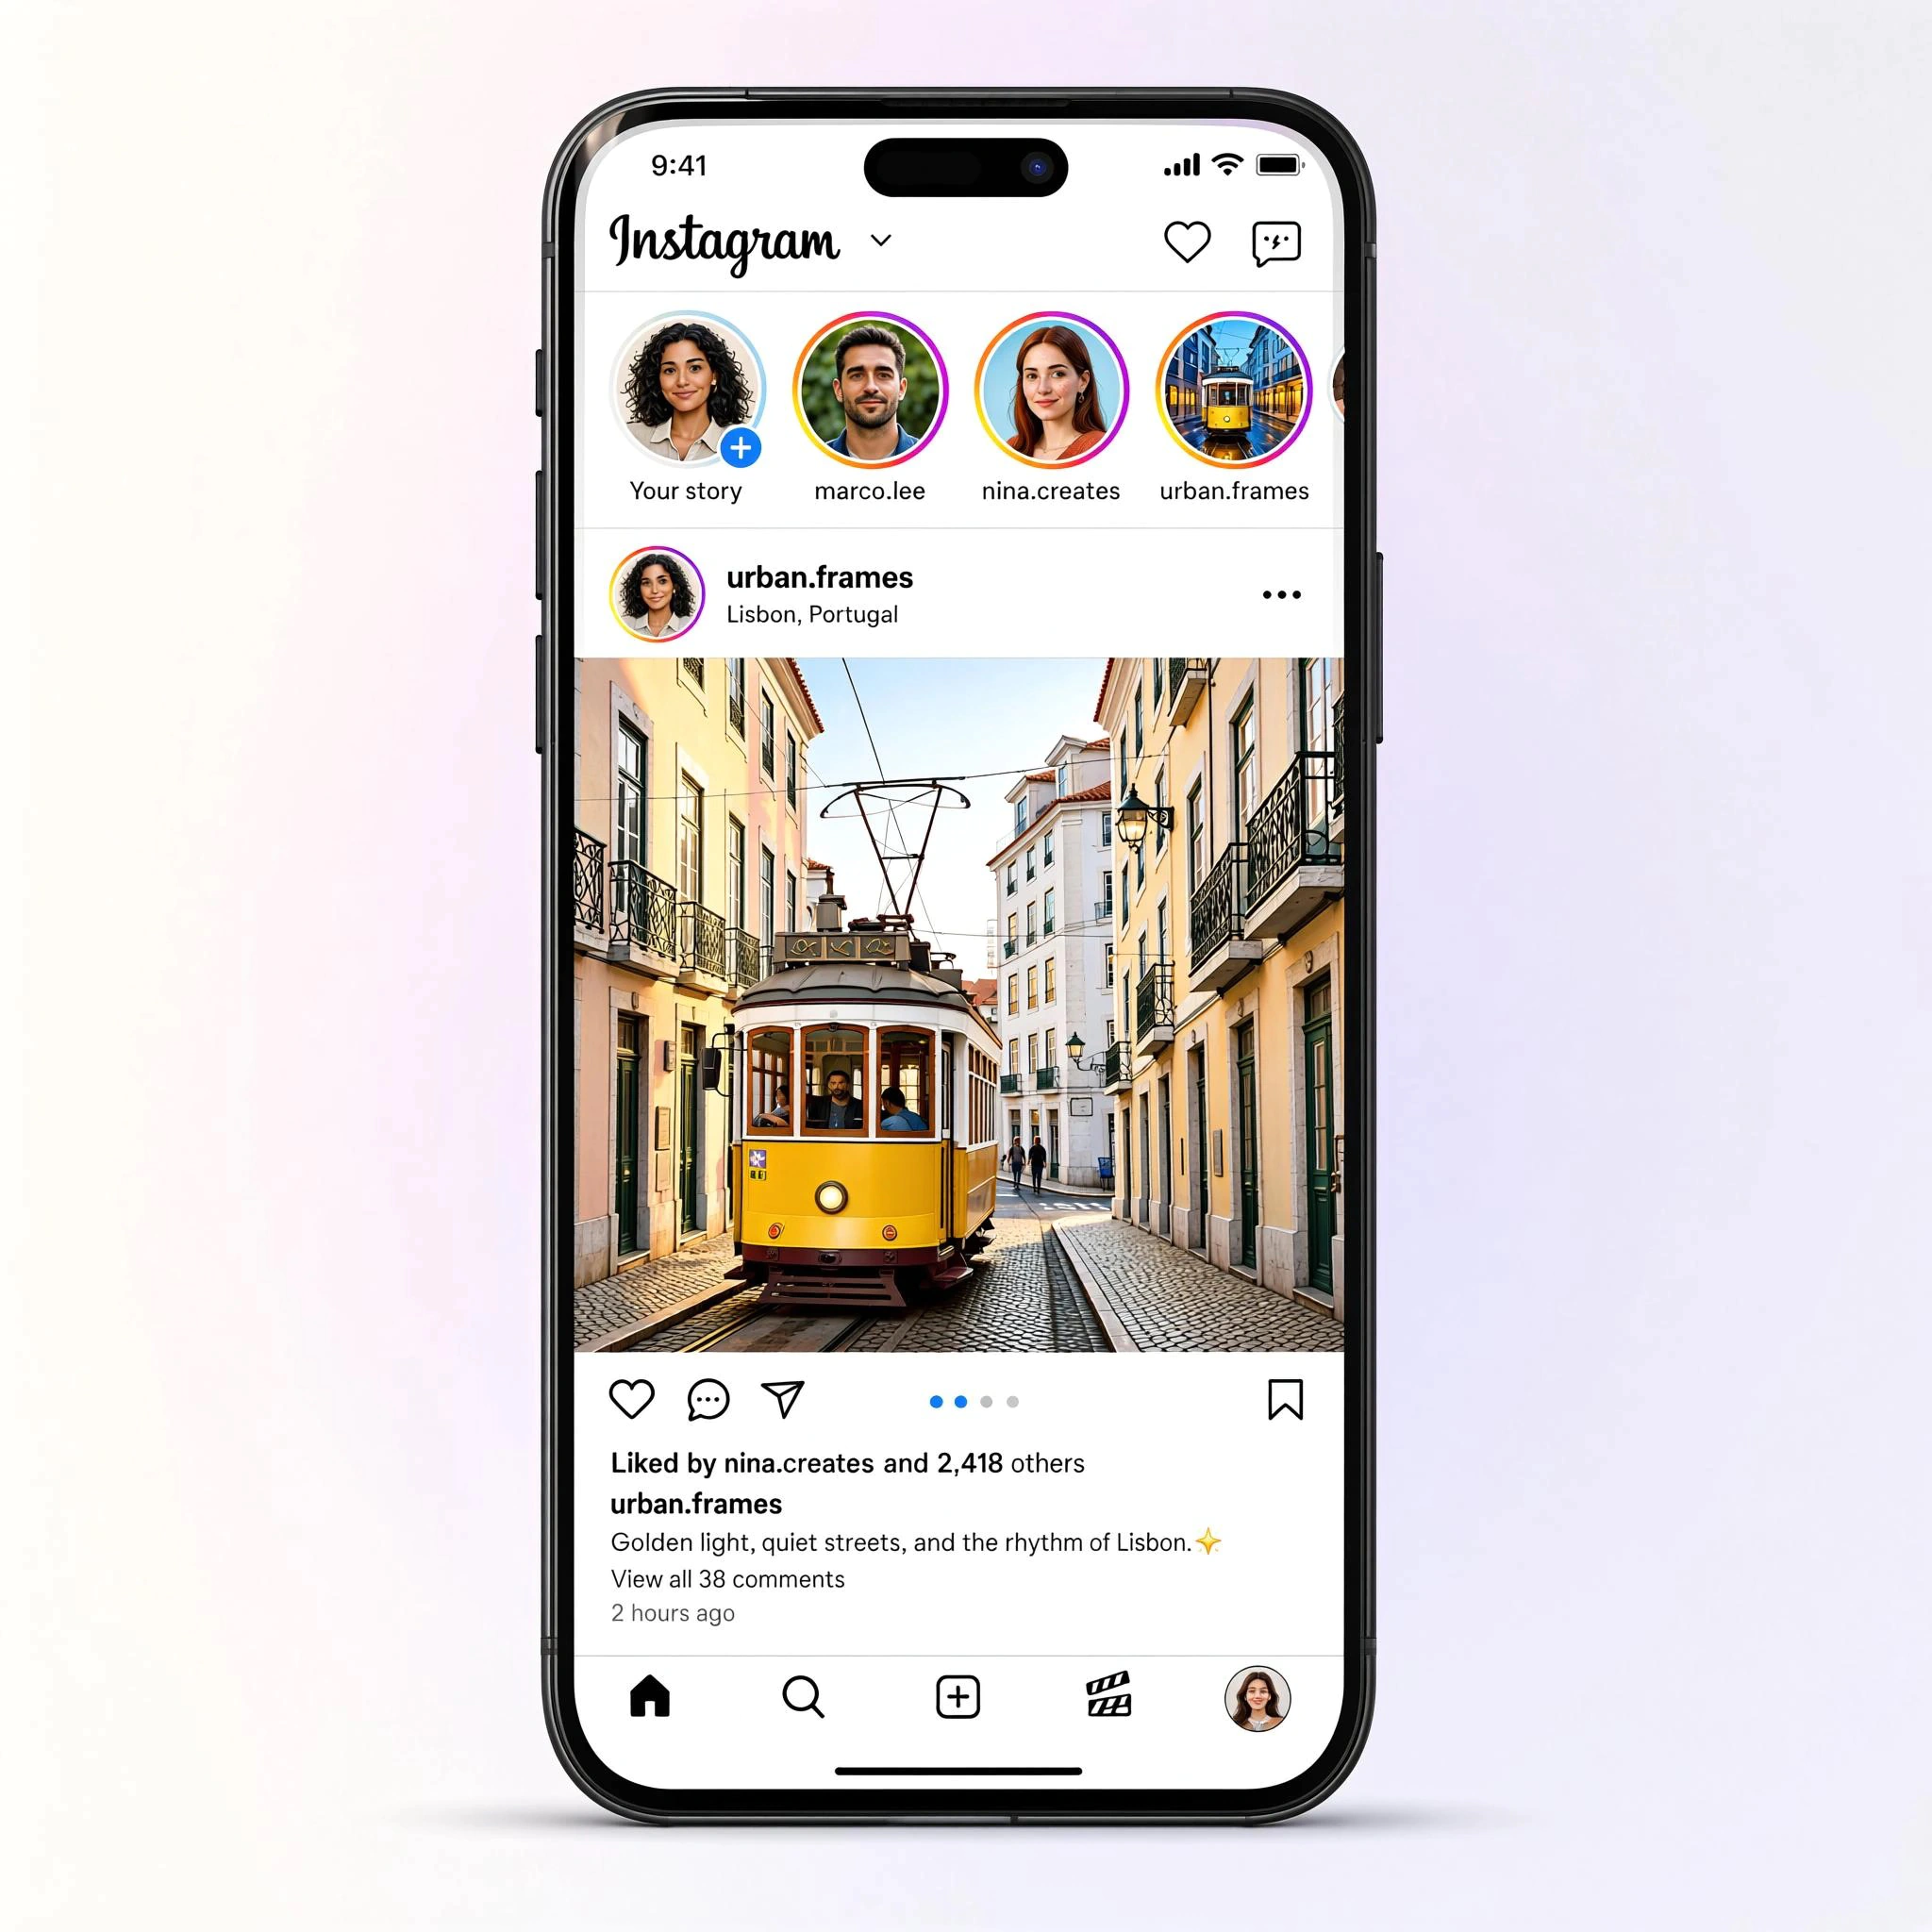 9:41
Instagram
Your story
marco.lee
nina.creates
urban.frames
urban.frames
Lisbon, Portugal
Liked by nina.creates and 2,418 others
urban.frames
Golden light, quiet streets, and the rhythm of Lisbon.✨
View all 38 comments
2 hours ago